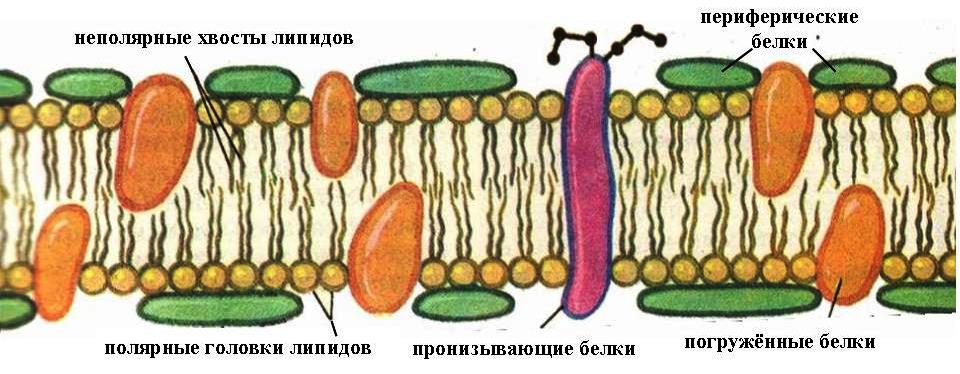 периферические
белки
неполярные хвосты липидов
полярные головки липидов
пронизывающие белки
погружённые белки